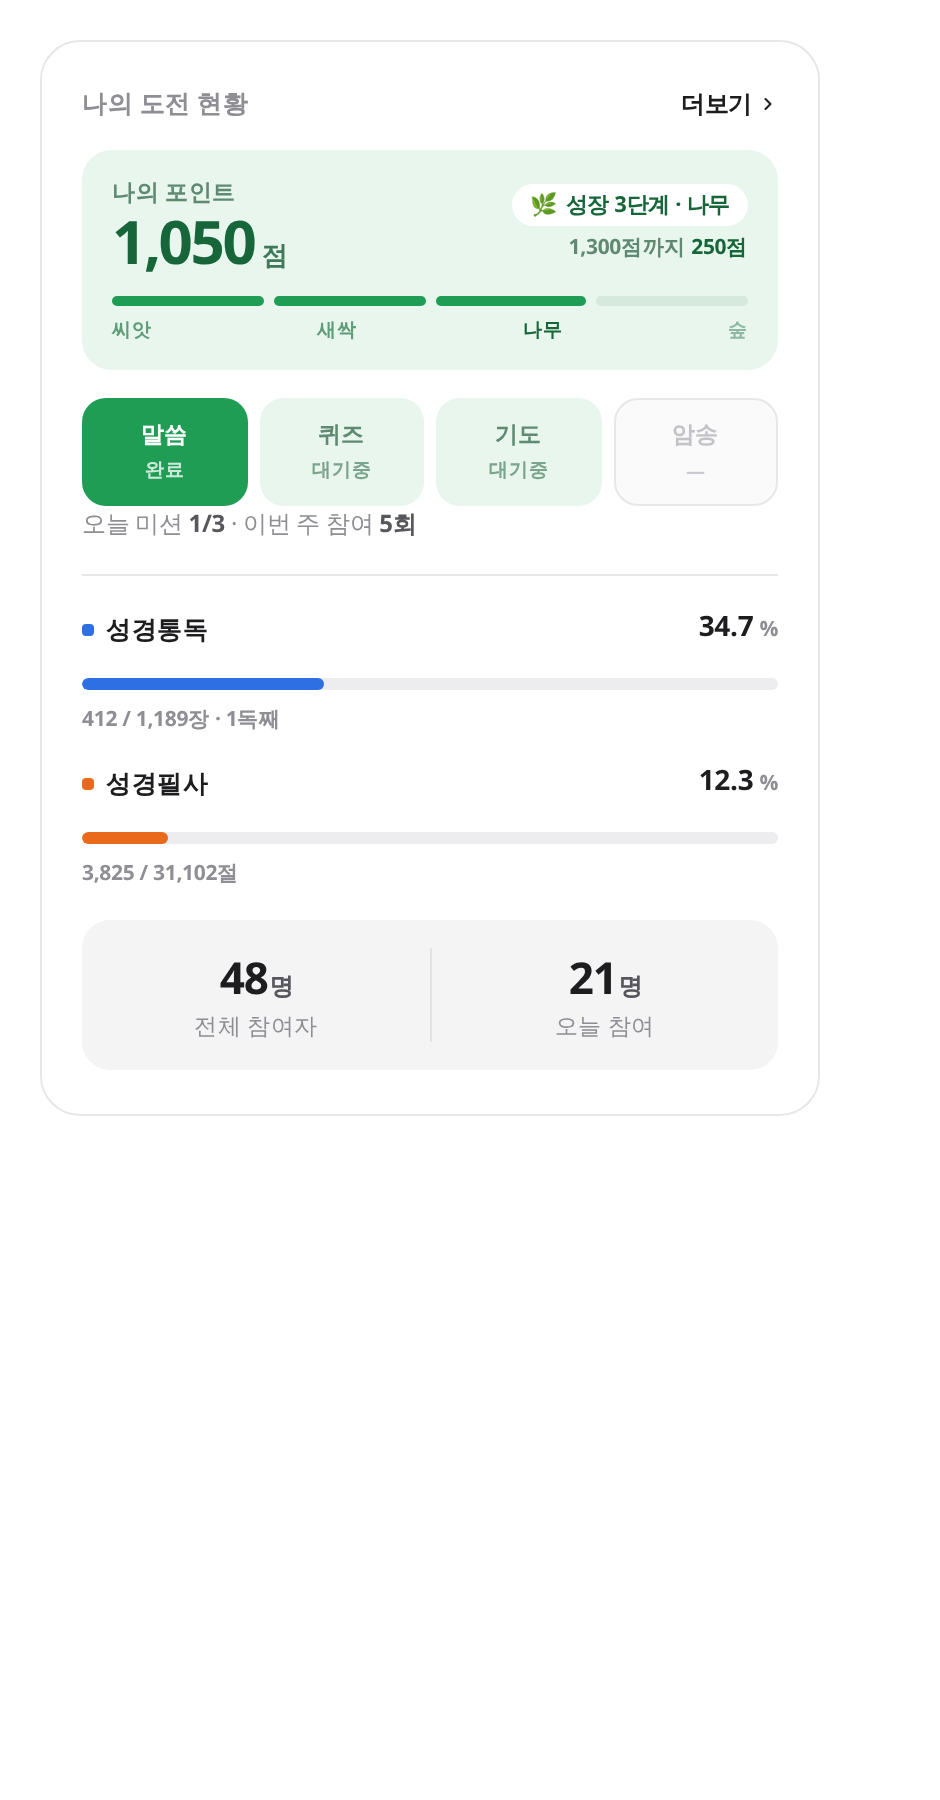 나의 도전 현황
더보기 >
나의 포인트
1,050 점
🌿 성장 3단계 · 나무
1,300점까지 250점
씨앗 새싹 나무 숲
말씀 퀴즈 기도 암송
완료 대기중 대기중 —
오늘 미션 1/3 · 이번 주 참여 5회
성경통독 34.7 %
412 / 1,189장 · 1독째
성경필사 12.3 %
3,825 / 31,102절
48명 21명
전체 참여자 오늘 참여